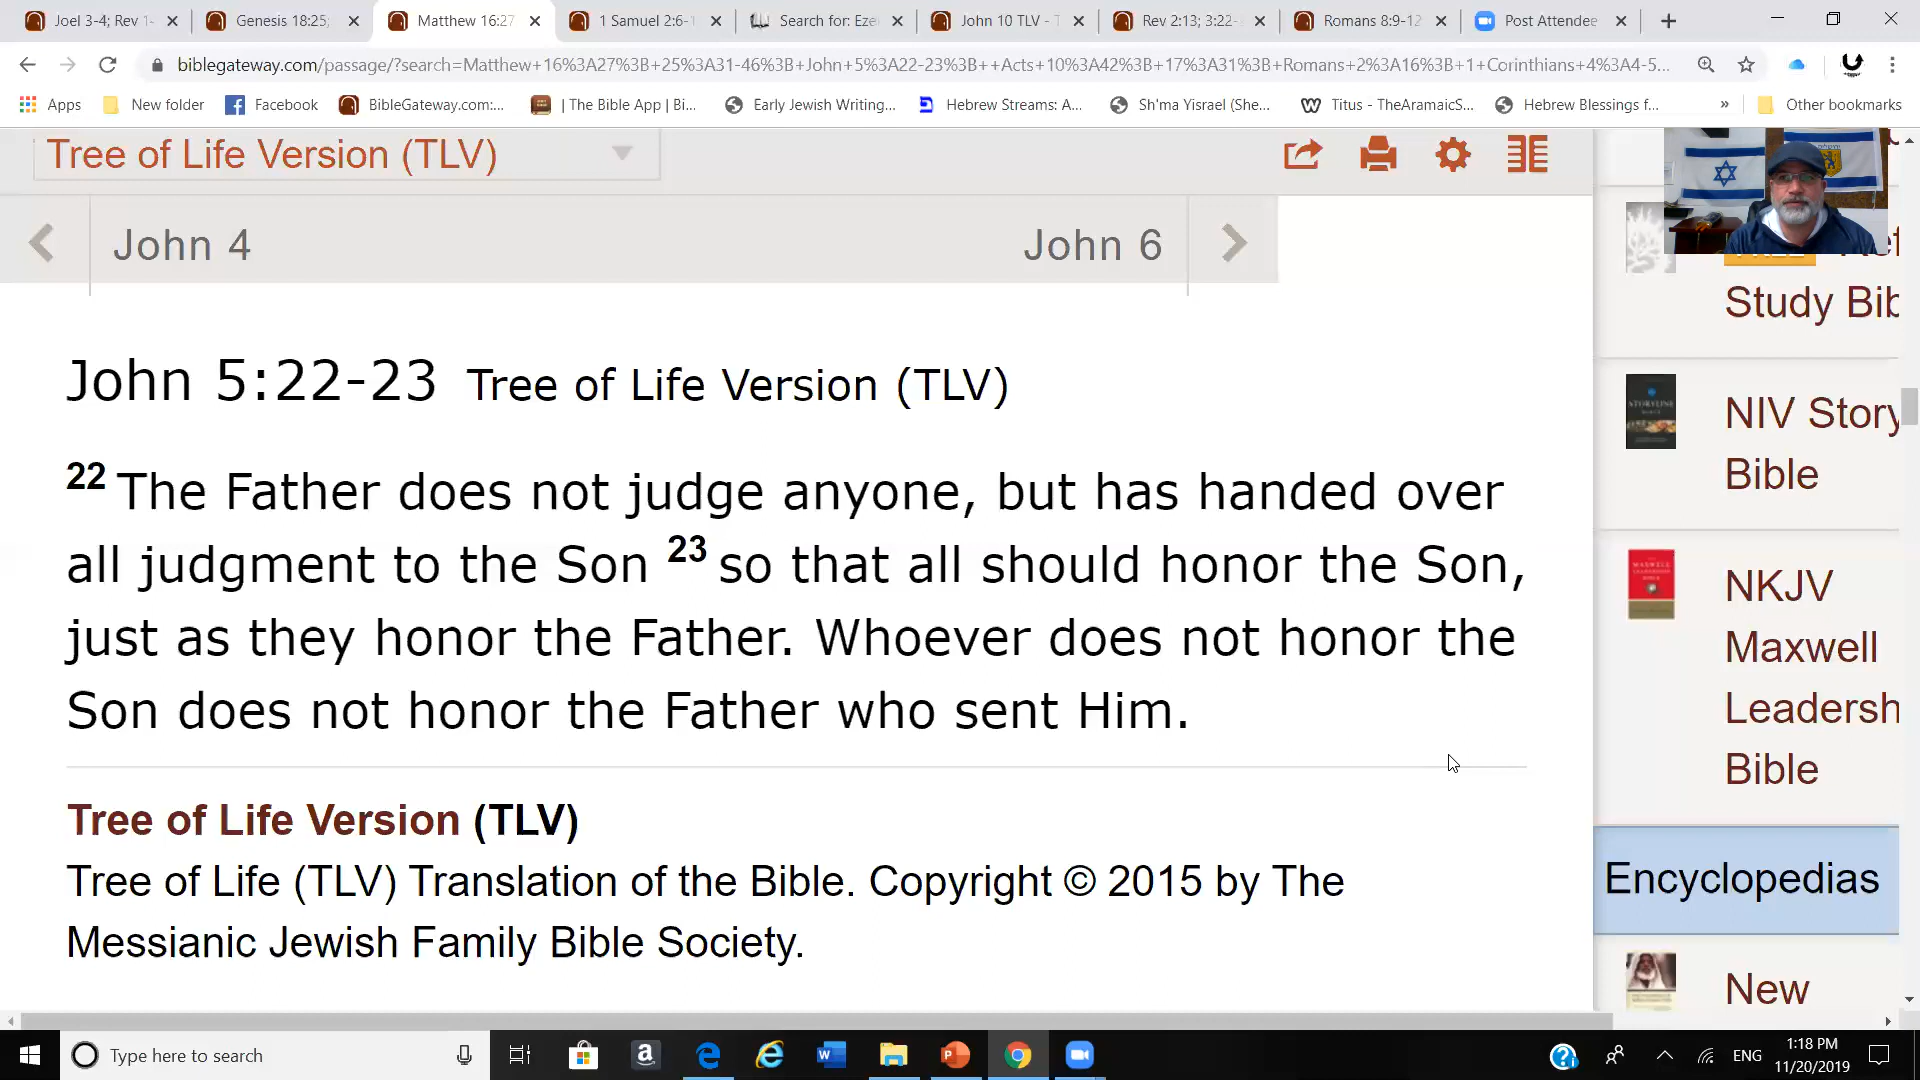 Joel 3-4; Rev 1-
Genesis 18:25;
Matthew 16:27
1 Samuel 2:6-1
Search for: Eze
John 10 TLV - T
Rev 2:13; 3:22-
Romans 8:9-12
Post Attendee
biblegateway.com/passage/?search=Matthew+16%3A27%3B+25%3A31-46%3B+John+5%3A22-23%3B++Acts+10%3A42%3B+17%3A31%3B+Romans+2%3A16%3B+1+Corinthians+4%3A4-5...
Apps
New folder
Facebook
BibleGateway.com:...
| The Bible App | Bi...
Early Jewish Writing...
Hebrew Streams: A...
Sh'ma Yisrael (She...
Titus - TheAramaicS...
Hebrew Blessings f...
»
Other bookmarks
Tree of Life Version (TLV)
John 4
John 6
John 5:22-23 Tree of Life Version (TLV)
22 The Father does not judge anyone, but has handed over
all judgment to the Son 23 so that all should honor the Son,
just as they honor the Father. Whoever does not honor the
Son does not honor the Father who sent Him.
Tree of Life Version (TLV)
Tree of Life (TLV) Translation of the Bible. Copyright © 2015 by The
Messianic Jewish Family Bible Society.
Study Bib
NIV Story
Bible
NKJV
Maxwell
Leadersh
Bible
Encyclopedias
New
Type here to search
ENG
1:18 PM
11/20/2019